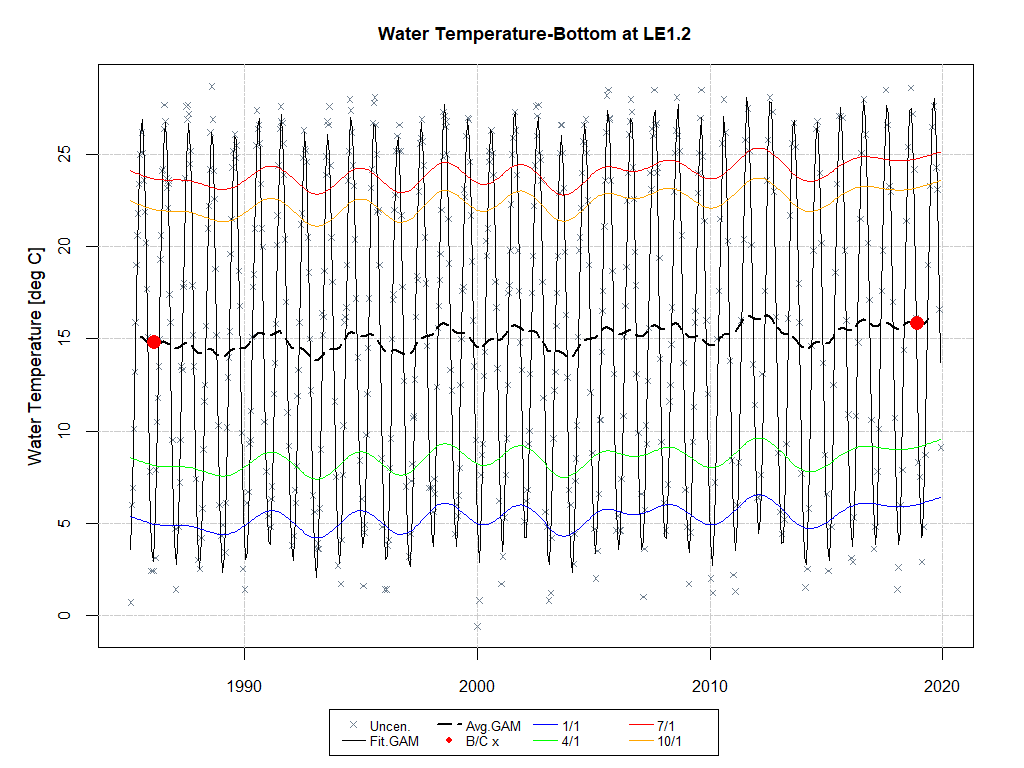 Water Temperature-Bottom at LE1.2
Water Temperature [deg C]
25
20
15
10
5
0
1990 2000 2010 2020
Uncen. Avg.GAM 1/1 7/1
Fit.GAM B/C x 4/1 10/1